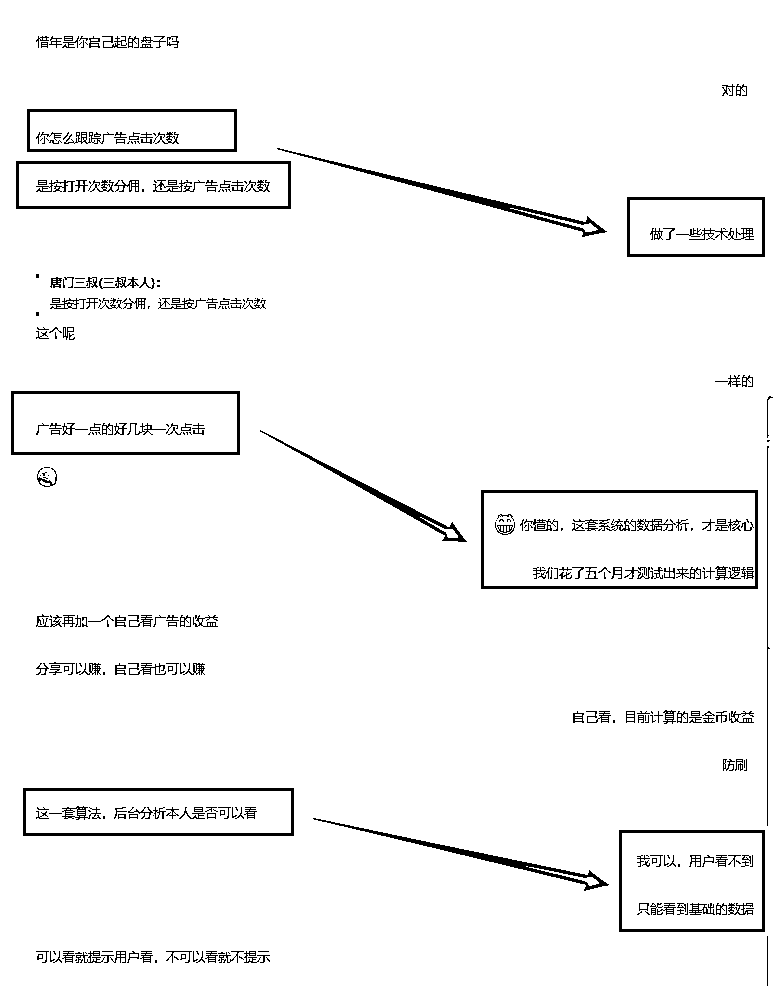 惜年是你自己起的盘子吗
对的
你怎么跟踪广告点击次数
是按打开次数分佣，还是按广告点击次数
做了一些技术处理
唐门三叔(三叔本人)：
是按打开次数分佣，还是按广告点击次数
这个呢
一样的
广告好一点的好几块一次点击
你懂的，这套系统的数据分析，才是核心
我们花了五个月才测试出来的计算逻辑
应该再加一个自己看广告的收益
分享可以赚，自己看也可以赚
自己看，目前计算的是金币收益
防刷
这一套算法，后台分析本人是否可以看
我可以，用户看不到
只能看到基础的数据
可以看就提示用户看，不可以看就不提示